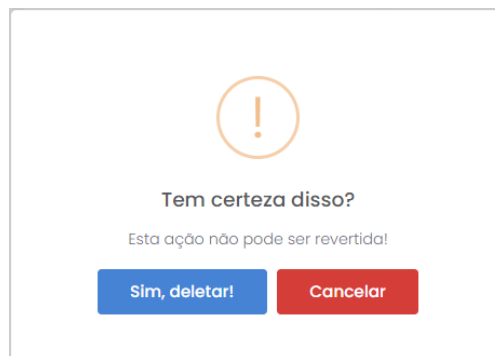 !
Tem certeza disso?
Esta ação não pode ser revertida!
Sim, deletar! Cancelar